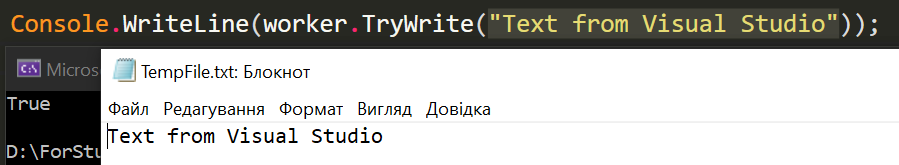 Console.WriteLine(worker.TryWrite("Text from Visual Studio"));
Micros
TempFile.txt: Блокнот
True
Файл Редагування Формат Вигляд Довідка
Text from Visual Studio
D:\ForStu